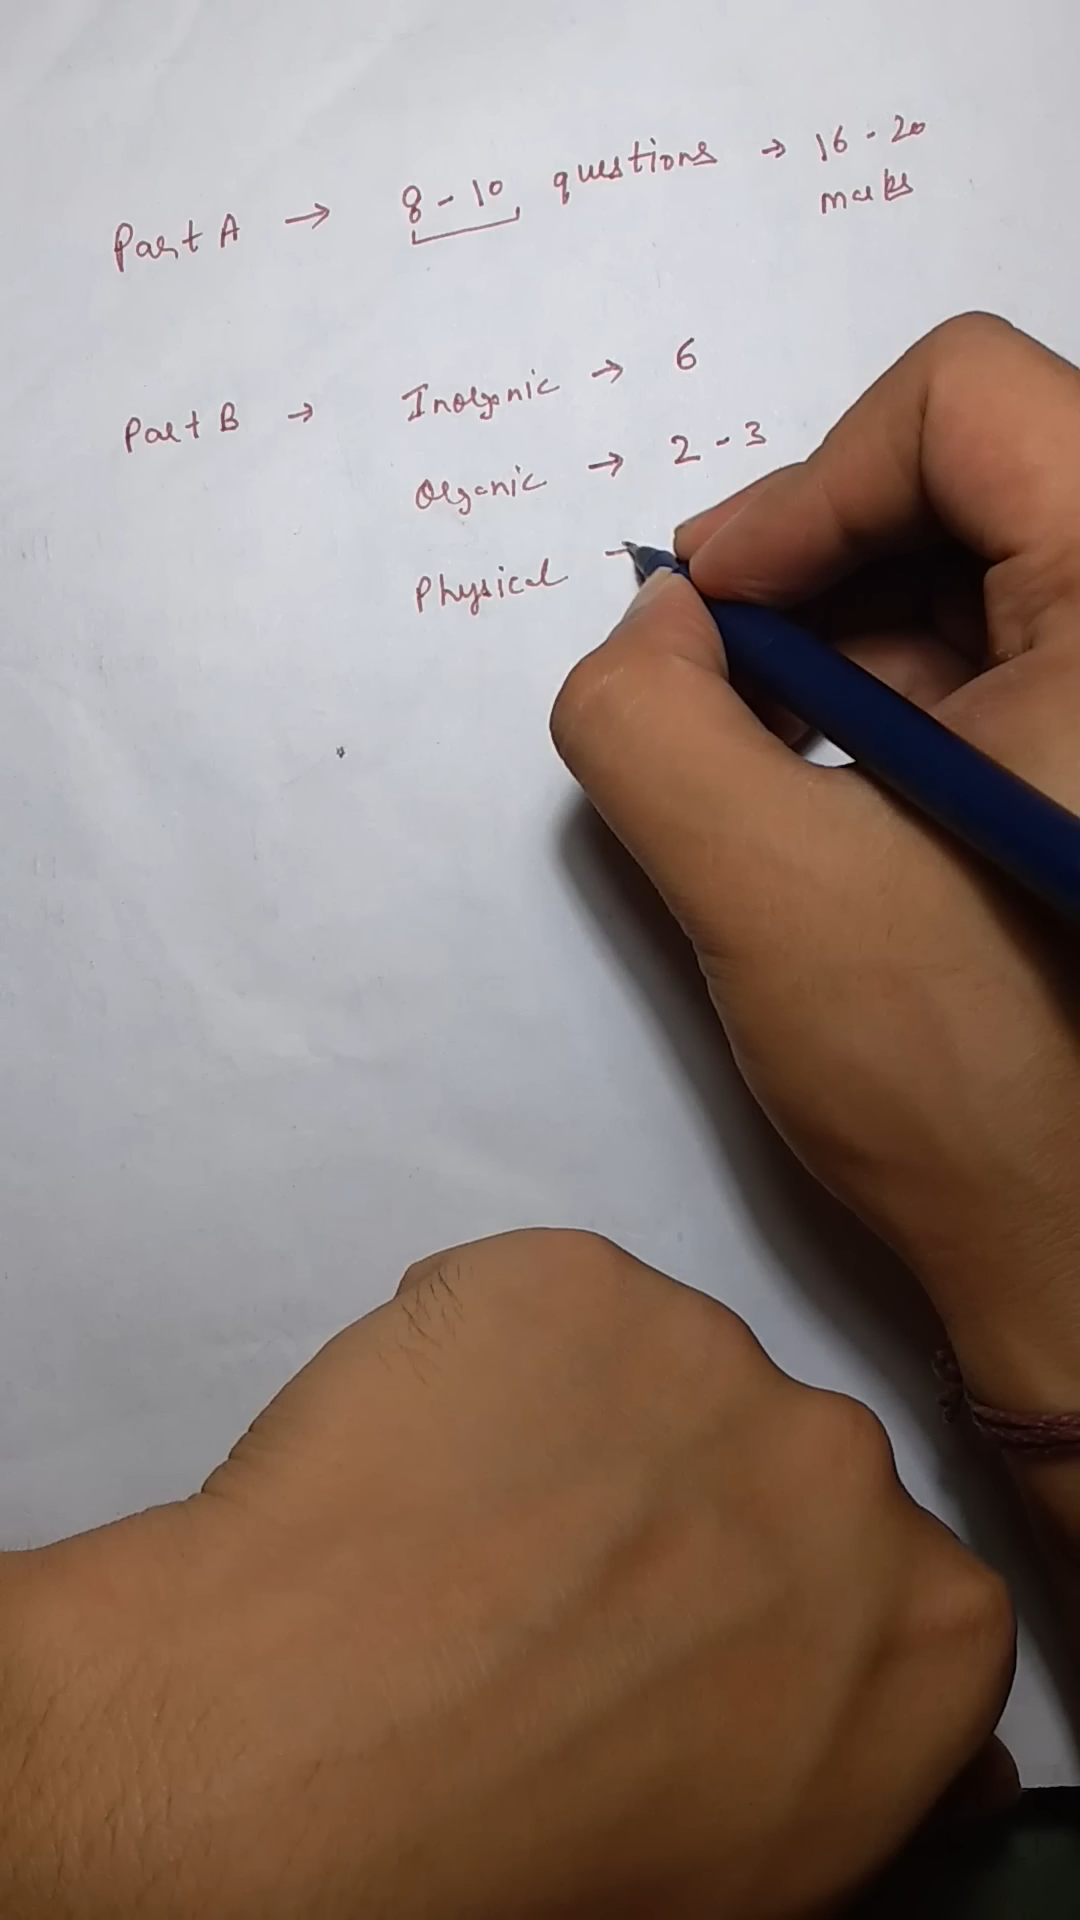 Part A → 8 - 10 questions → 16 - 20 marks
Part B → Inorganic → 6
Organic → 2 - 3
Physical →